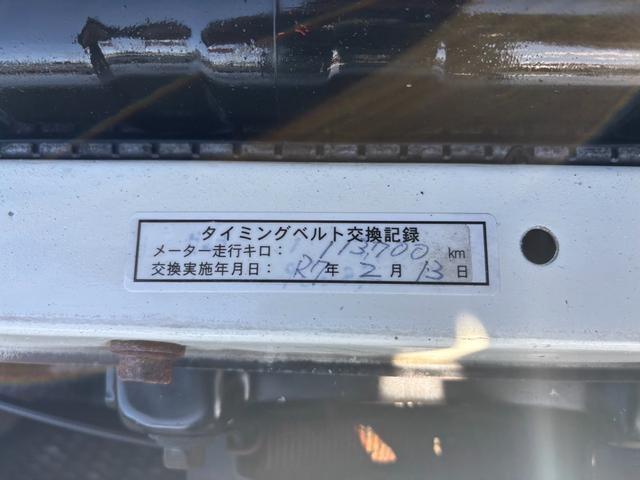 タイミングベルト交換記録
メーター走行キロ： 113,700 km
交換実施年月日： R7年 2月 13日